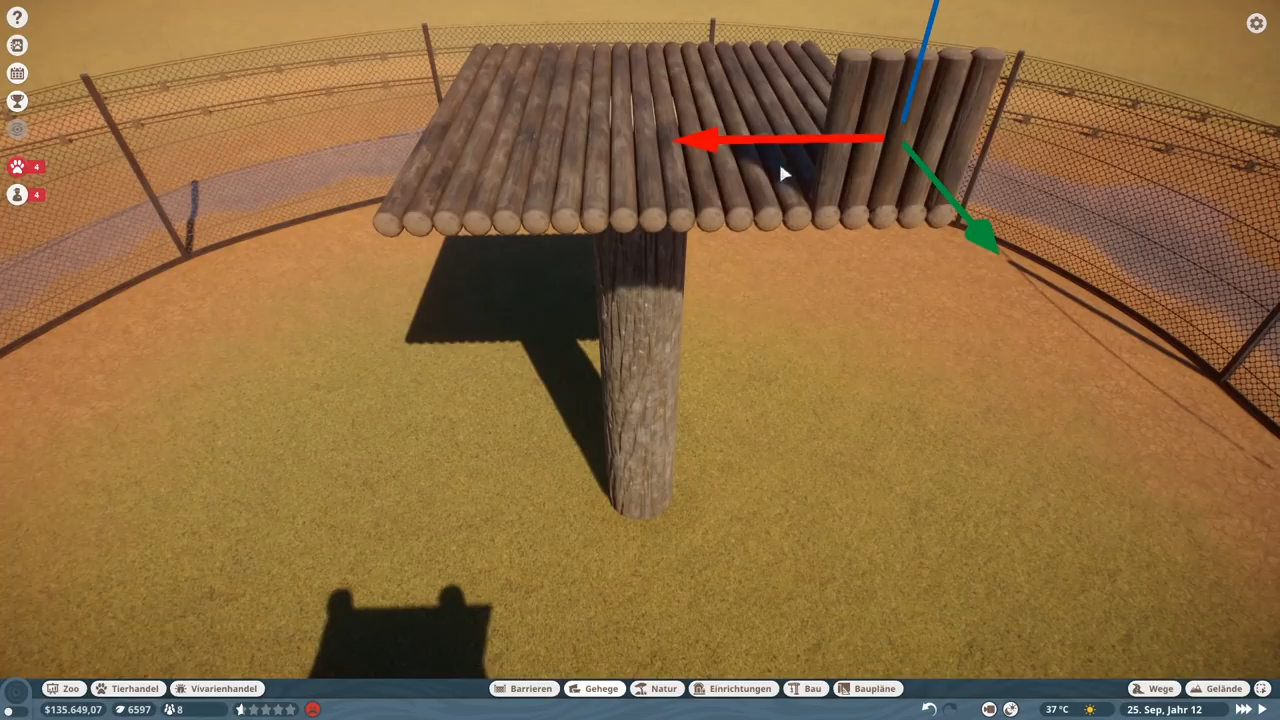 ?
4
4
Zoo
Tierhandel
Vivarienhandel
Barrieren
Gehege
Natur
Einrichtungen
Bau
Baupläne
Wege
Gelände
$135.649,07
6597
8
37 °C
25. Sep, Jahr 12